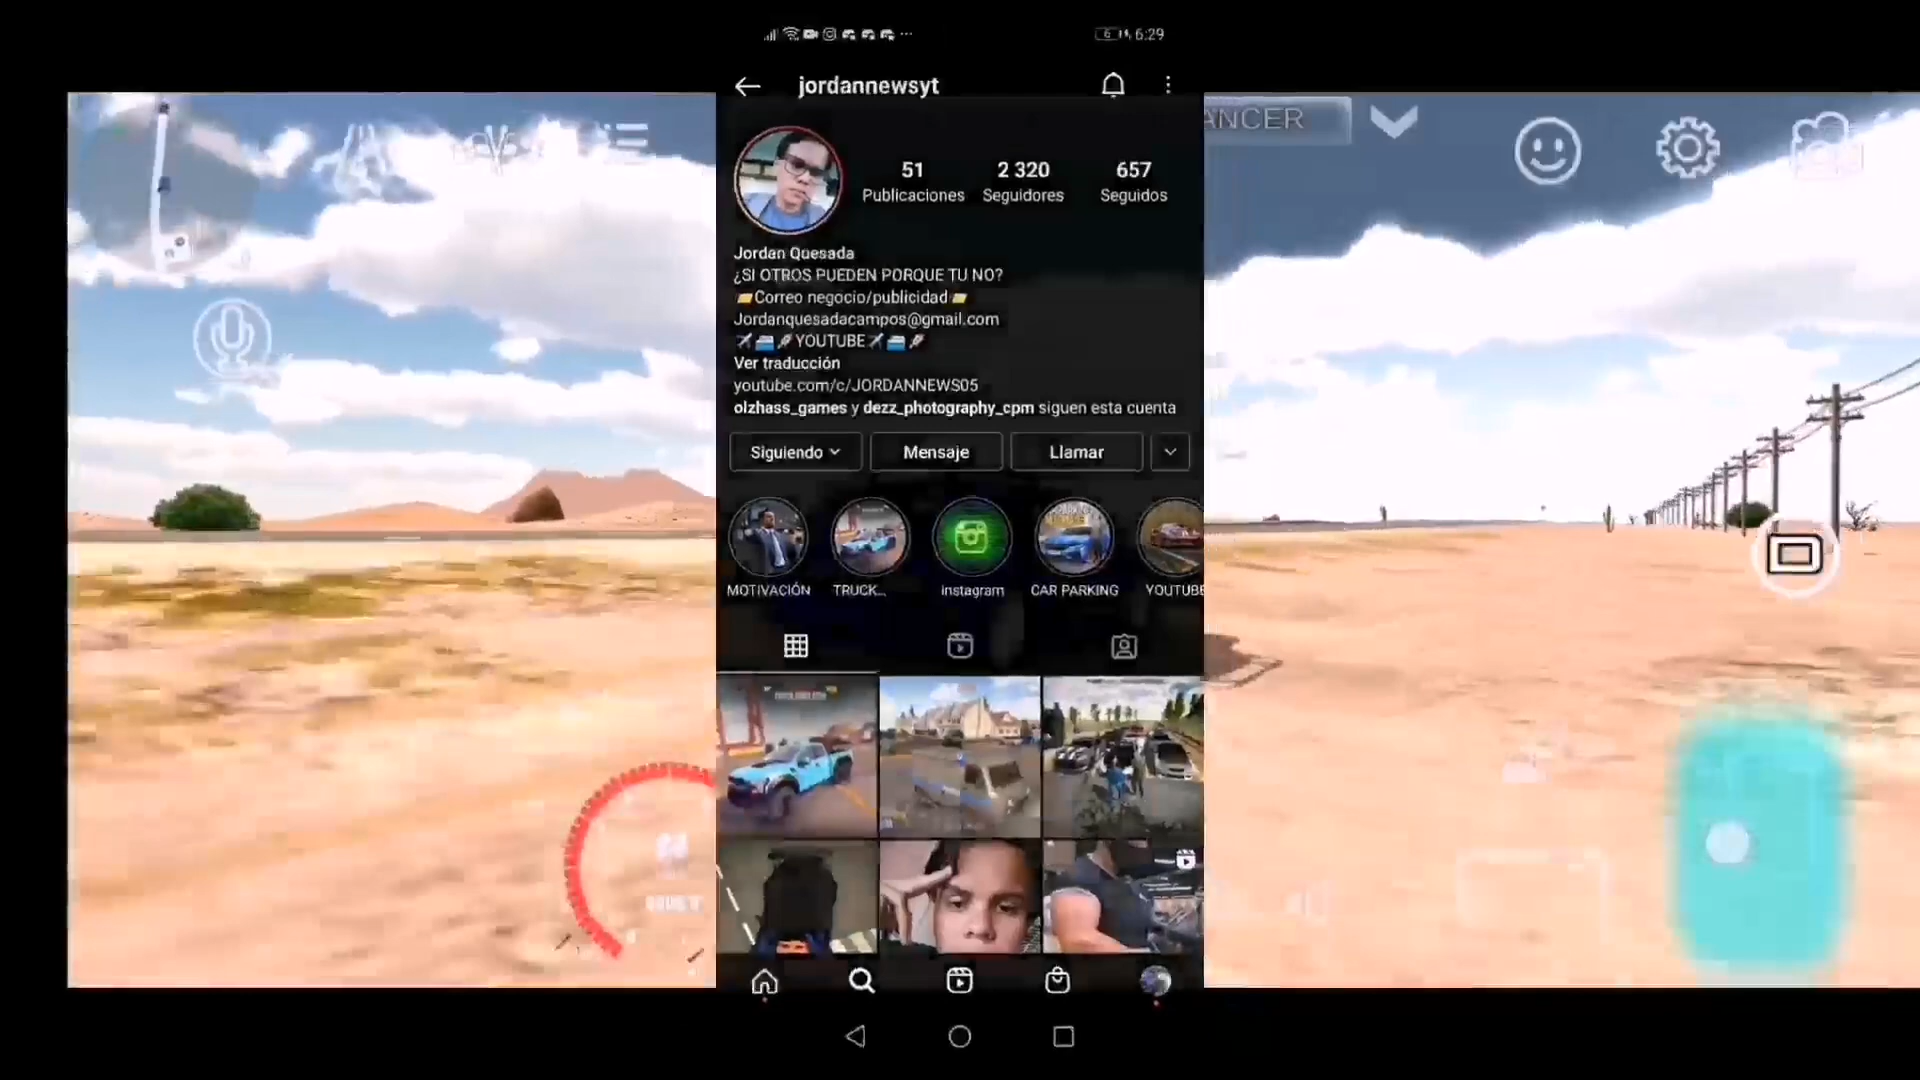 6:29
jordannewsyt
51
Publicaciones
2 320
Seguidores
657
Seguidos
Jordan Quesada
¿SI OTROS PUEDEN PORQUE TU NO?
Correo negocio/publicidad
Jordanquesadacampos@gmail.com
YOUTUBE
Ver traducción
youtube.com/c/JORDANNEWS05
olzhass_games y dezz_photography_cpm siguen esta cuenta
Siguiendo
Mensaje
Llamar
MOTIVACIÓN
TRUCK...
instagram
CAR PARKING
YOUTUBE
ANCER